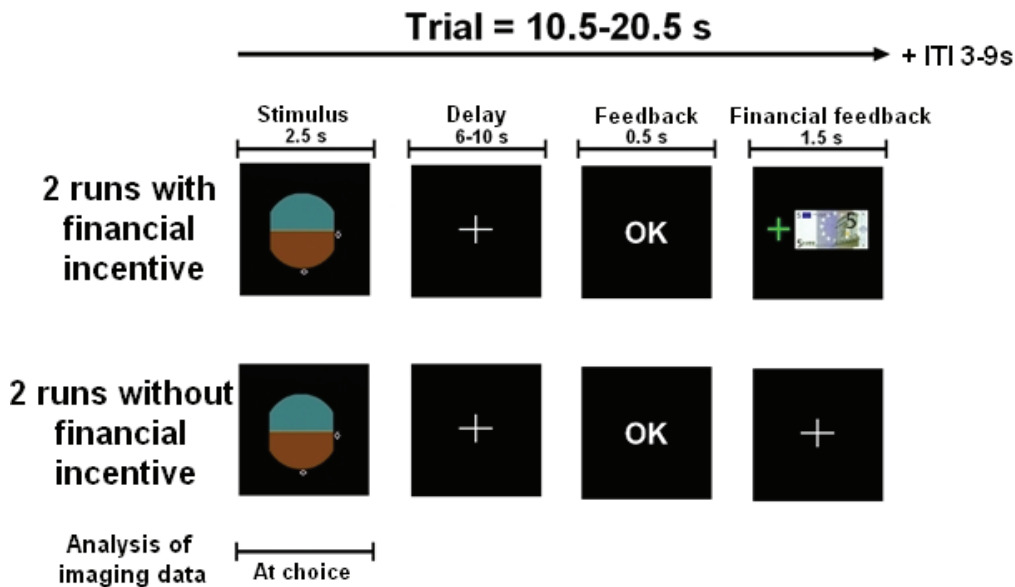 Trial = 10.5-20.5 s
+ ITI 3-9s
Stimulus
2.5 s
Delay
6-10 s
Feedback
0.5 s
Financial feedback
1.5 s
2 runs with
financial
incentive
OK
+
5
2 runs without
financial
incentive
OK
Analysis of
imaging data
At choice